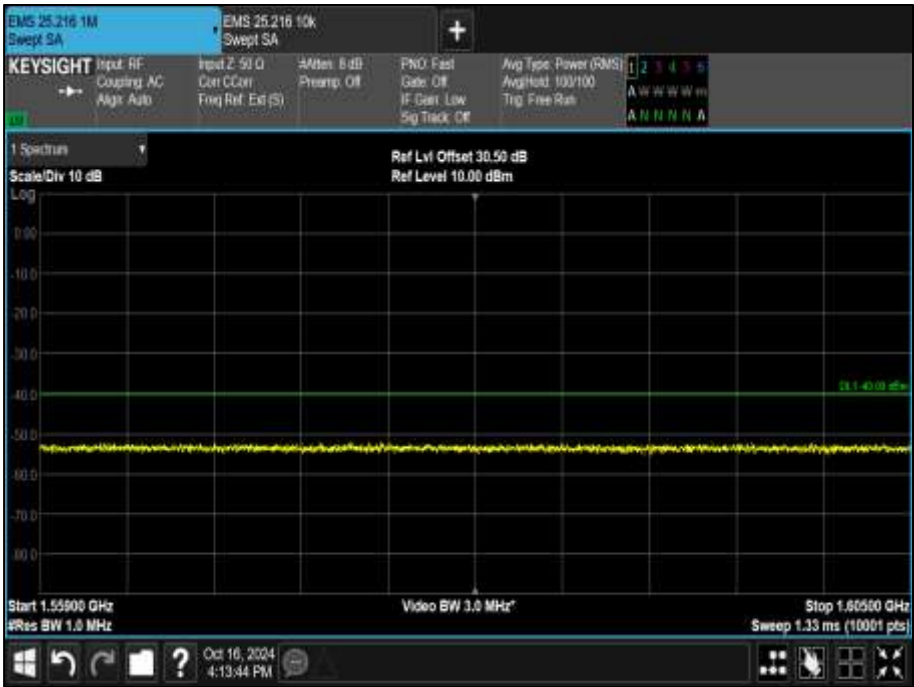 EMS 25.216 1M
Swept SA
EMS 25.216 10k
Swept SA
+
KEYSIGHT
Input: RF
Coupling: AC
Align: Auto
Input Z: 50 Ω
Corr CCorr
Freq Ref: Ext (S)
#Atten: 8 dB
Preamp: Off
PNO: Fast
Gate: Off
IF Gain: Low
Sig Track: Off
Avg Type: Power (RMS)
Avg|Hold: 100/100
Trig: Free Run
1 2 3 4 5 6
A W W W W
A N N N N A
1 Spectrum
Scale/Div 10 dB
Ref Lvl Offset 30.50 dB
Ref Level 10.00 dBm
Log
0.00
-10.0
-20.0
-30.0
-40.0
-50.0
-60.0
-70.0
-80.0
DL1 -40.00 dBm
Start 1.55900 GHz
#Res BW 1.0 MHz
Video BW 3.0 MHz*
Stop 1.60500 GHz
Sweep 1.33 ms (10001 pts)
?
Oct 16, 2024
4:13:44 PM